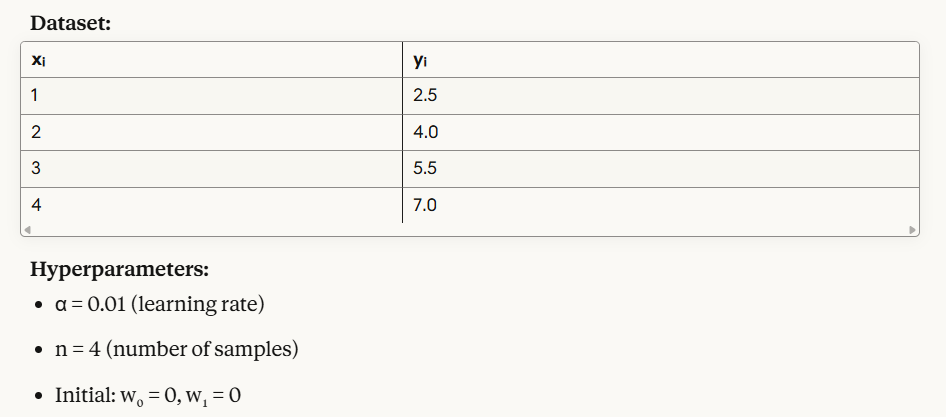 Dataset:
xᵢ yᵢ
1 2.5
2 4.0
3 5.5
4 7.0
Hyperparameters:
• α = 0.01 (learning rate)
• n = 4 (number of samples)
• Initial: w₀ = 0, w₁ = 0